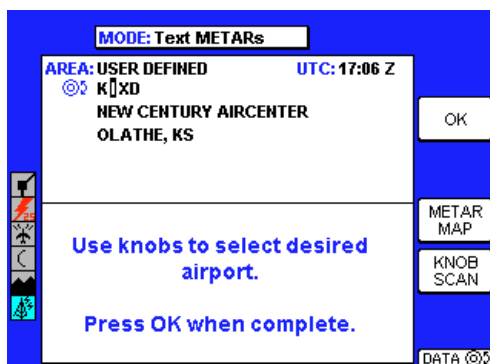 MODE: Text METARs
AREA: USER DEFINED UTC: 17:06 Z
K▯XD
NEW CENTURY AIRCENTER
OLATHE, KS
OK
25
METAR
MAP
KNOB
SCAN
Use knobs to select desired
airport.
Press OK when complete.
DATA